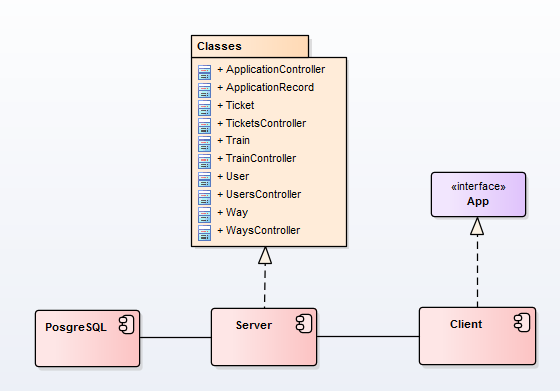 Classes
+ ApplicationController
+ ApplicationRecord
+ Ticket
+ TicketsController
+ Train
+ TrainController
+ User
+ UsersController
+ Way
+ WaysController
«interface»
App
PosgreSQL
Server
Client